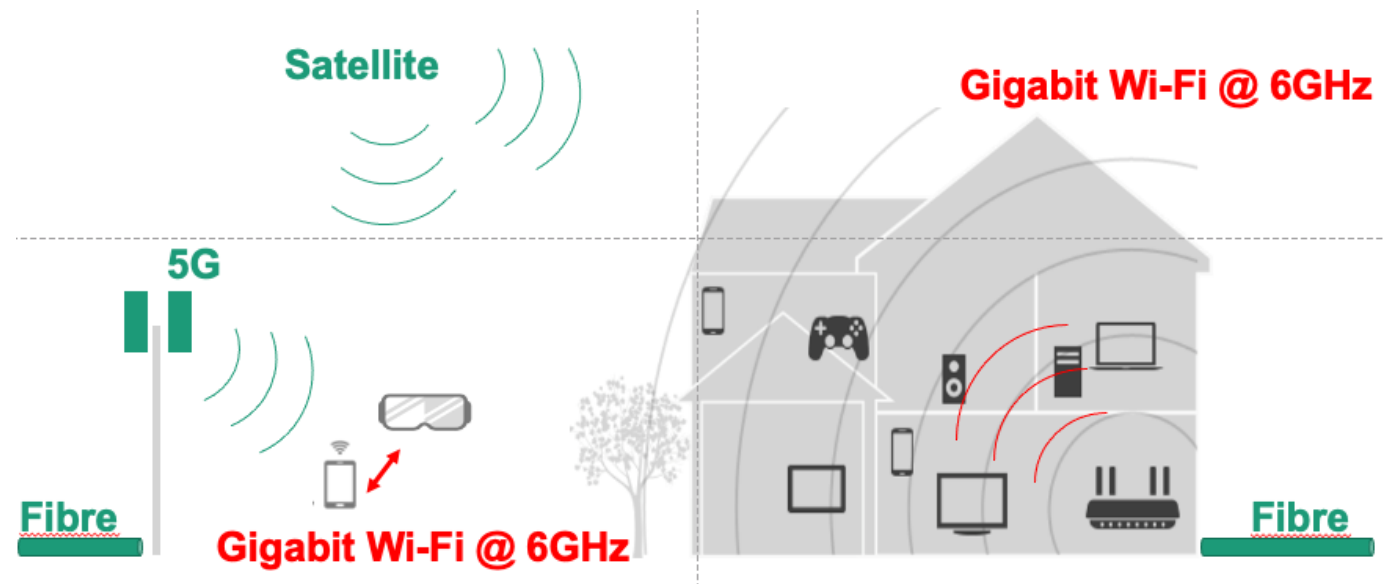 Satellite
Gigabit Wi-Fi @ 6GHz
5G
Fibre
Gigabit Wi-Fi @ 6GHz
Fibre